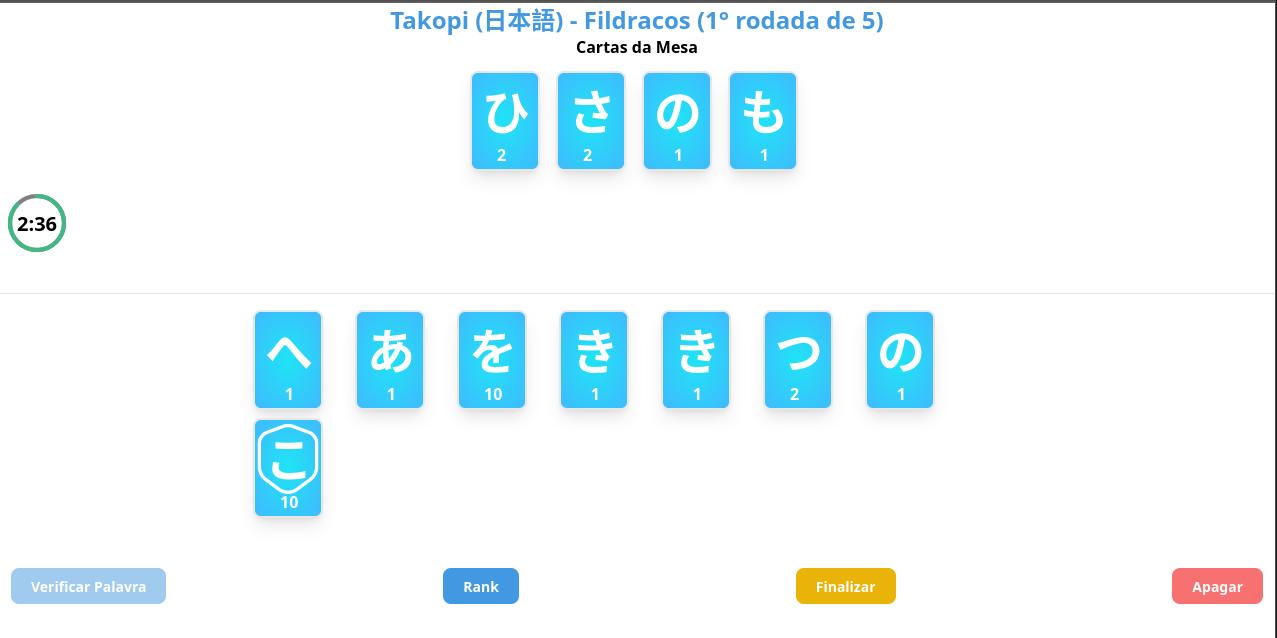 Takopi (日本語) - Fildracos (1° rodada de 5)
Cartas da Mesa
ひ さ の も
2 2 1 1
2:36
へ あ を き き つ の
1 1 10 1 1 2 1
こ
10
Verificar Palavra Rank Finalizar Apagar